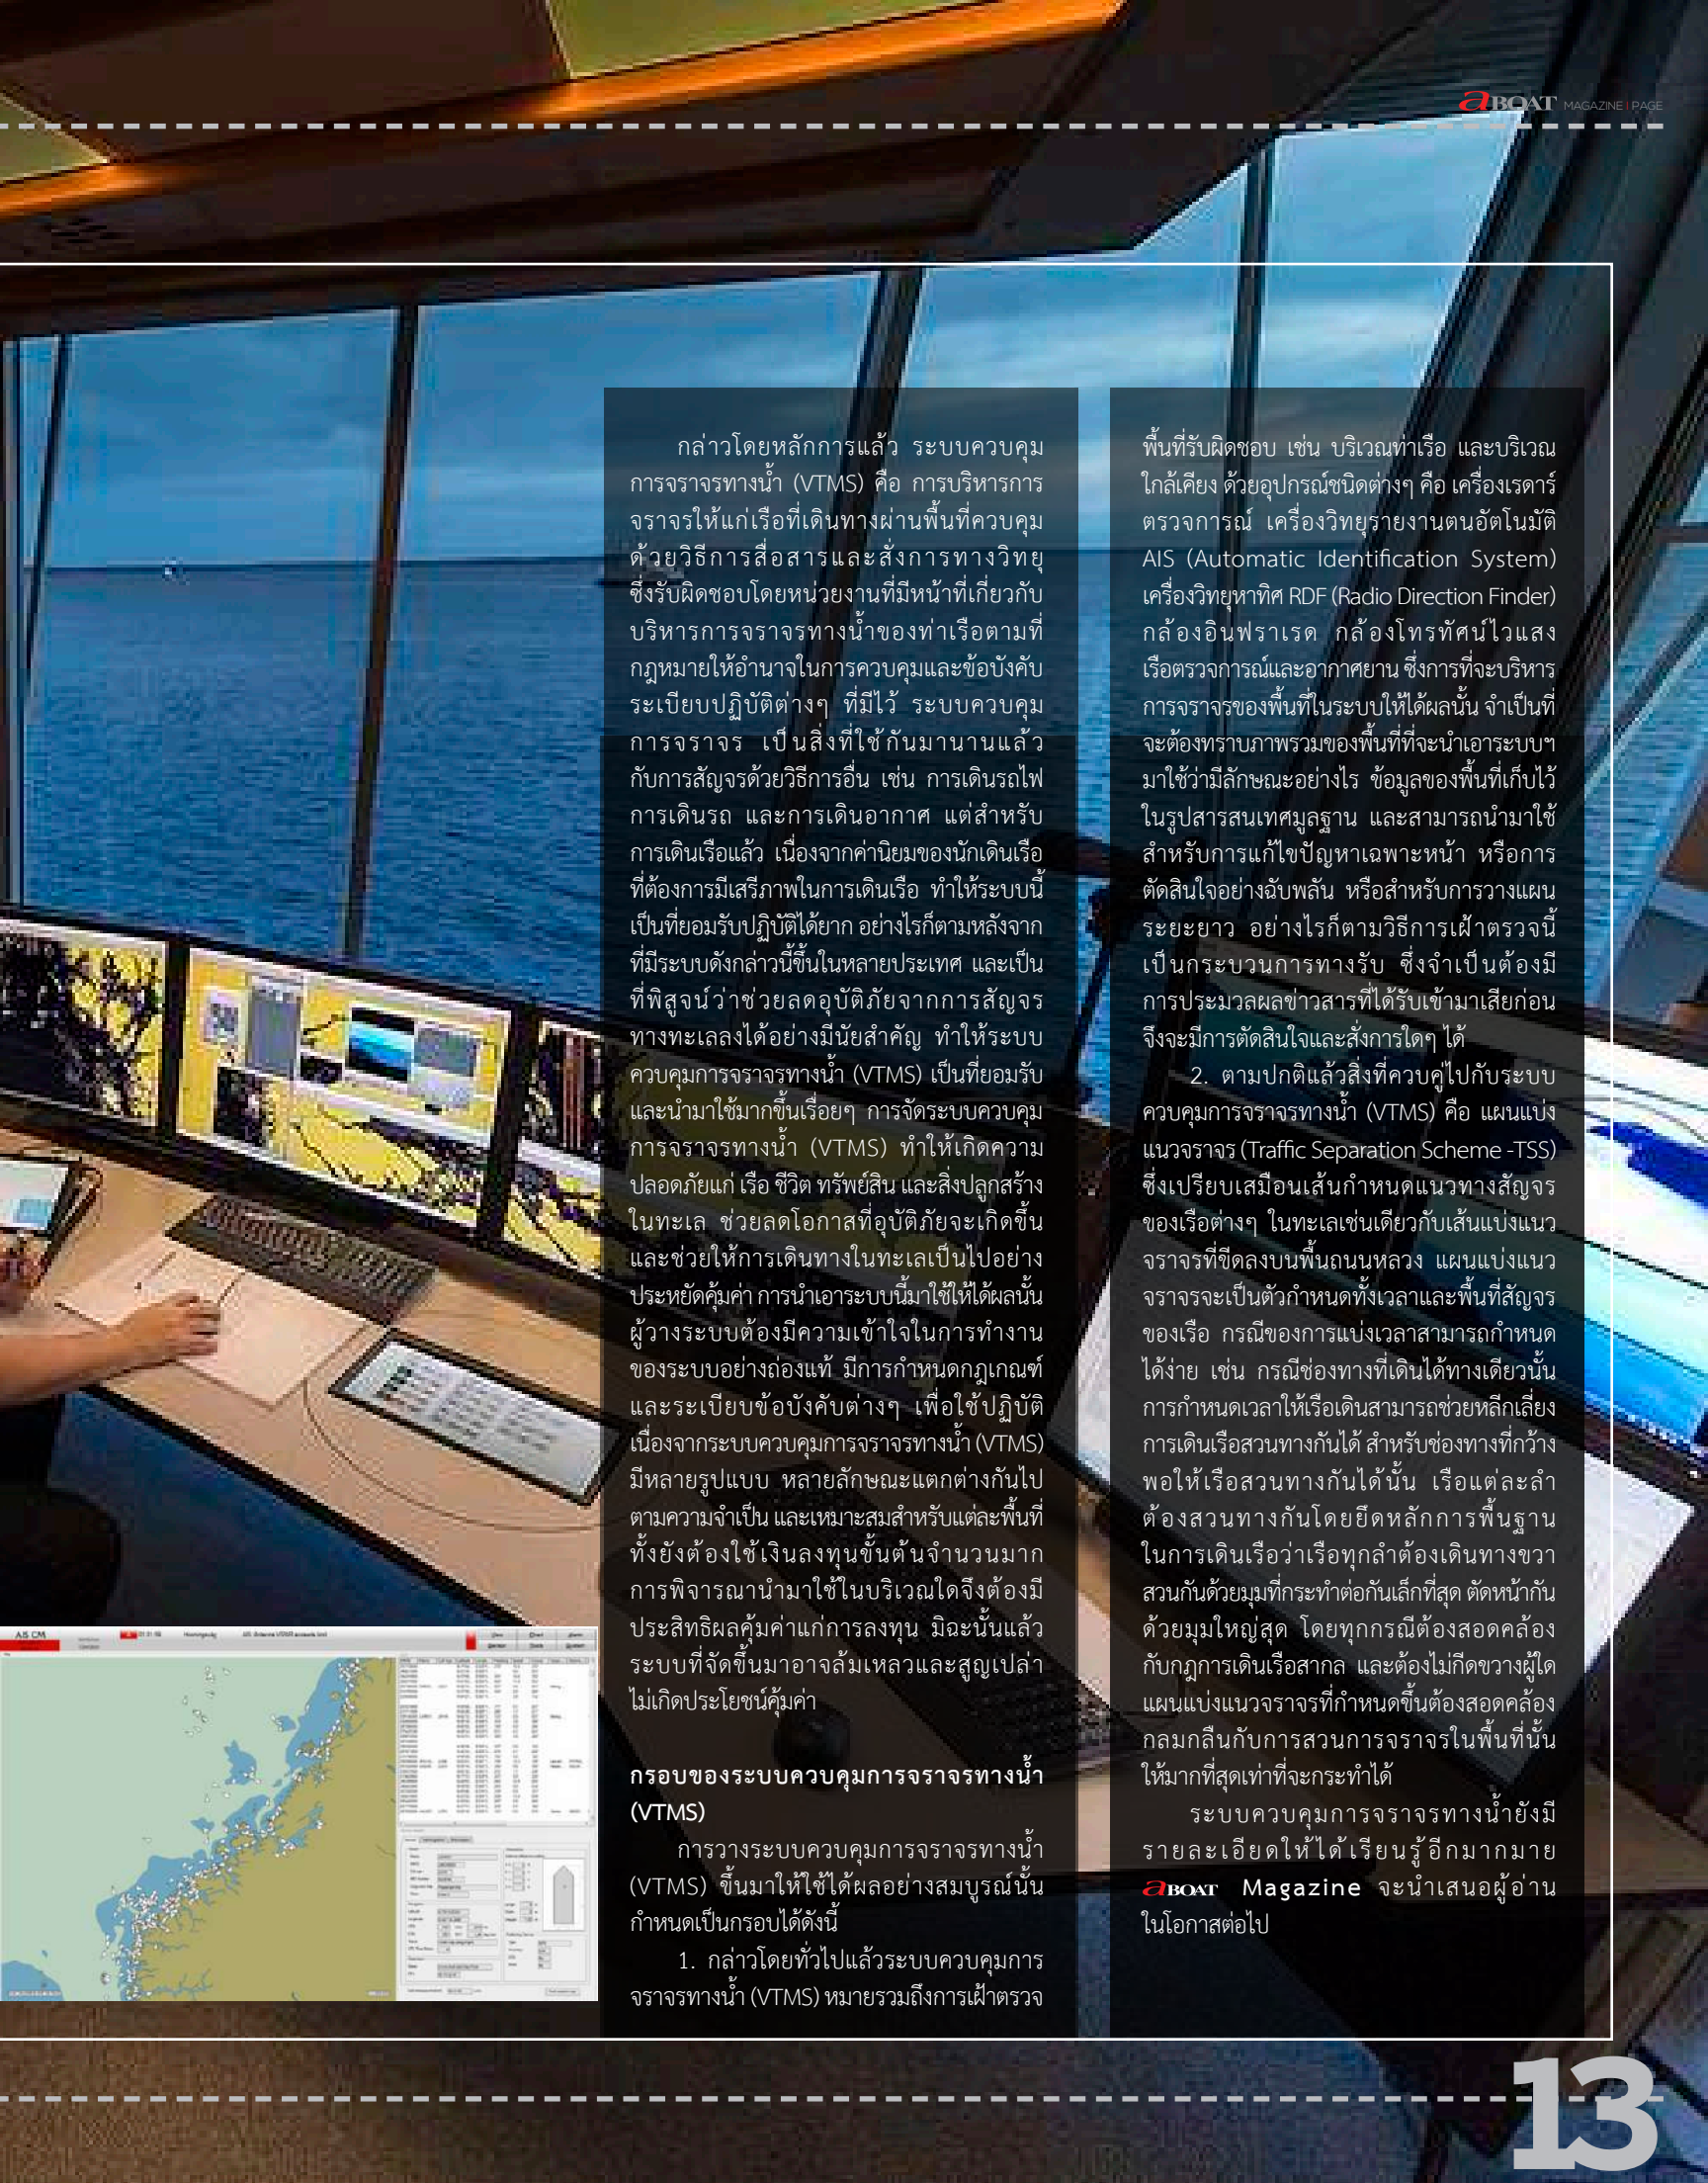 aBOAT MAGAZINE | PAGE
กล่าวโดยหลักการแล้ว ระบบควบคุม
การจราจรทางน้ำ (VTMS) คือ การบริหารการ
จราจรให้แก่เรือที่เดินทางผ่านพื้นที่ควบคุม
ด้วยวิธีการสื่อสารและสั่งการทางวิทยุ
ซึ่งรับผิดชอบโดยหน่วยงานที่มีหน้าที่เกี่ยวกับ
บริหารการจราจรทางน้ำของท่าเรือตามที่
กฎหมายให้อำนาจในการควบคุมและข้อบังคับ
ระเบียบปฏิบัติต่างๆ ที่มีไว้ ระบบควบคุม
การจราจร เป็นสิ่งที่ใช้กันมานานแล้ว
กับการสัญจรด้วยวิธีการอื่น เช่น การเดินรถไฟ
การเดินรถ และการเดินอากาศ แต่สำหรับ
การเดินเรือแล้ว เนื่องจากค่านิยมของนักเดินเรือ
ที่ต้องการมีเสรีภาพในการเดินเรือ ทำให้ระบบนี้
เป็นที่ยอมรับปฏิบัติได้ยาก อย่างไรก็ตามหลังจาก
ที่มีระบบดังกล่าวนี้ขึ้นในหลายประเทศ และเป็น
ที่พิสูจน์ว่าช่วยลดอุบัติภัยจากการสัญจร
ทางทะเลลงได้อย่างมีนัยสำคัญ ทำให้ระบบ
ควบคุมการจราจรทางน้ำ (VTMS) เป็นที่ยอมรับ
และนำมาใช้มากขึ้นเรื่อยๆ การจัดระบบควบคุม
การจราจรทางน้ำ (VTMS) ทำให้เกิดความ
ปลอดภัยแก่ เรือ ชีวิต ทรัพย์สิน และสิ่งปลูกสร้าง
ในทะเล ช่วยลดโอกาสที่อุบัติภัยจะเกิดขึ้น
และช่วยให้การเดินทางในทะเลเป็นไปอย่าง
ประหยัดคุ้มค่า การนำเอาระบบนี้มาใช้ให้ได้ผลนั้น
ผู้วางระบบต้องมีความเข้าใจในการทำงาน
ของระบบอย่างถ่องแท้ มีการกำหนดกฎเกณฑ์
และระเบียบข้อบังคับต่างๆ เพื่อใช้ปฏิบัติ
เนื่องจากระบบควบคุมการจราจรทางน้ำ (VTMS)
มีหลายรูปแบบ หลายลักษณะแตกต่างกันไป
ตามความจำเป็น และเหมาะสมสำหรับแต่ละพื้นที่
ทั้งยังต้องใช้เงินลงทุนขั้นต้นจำนวนมาก
การพิจารณานำมาใช้ในบริเวณใดจึงต้องมี
ประสิทธิผลคุ้มค่าแก่การลงทุน มิฉะนั้นแล้ว
ระบบที่จัดขึ้นมาอาจล้มเหลวและสูญเปล่า
ไม่เกิดประโยชน์คุ้มค่า
กรอบของระบบควบคุมการจราจรทางน้ำ
(VTMS)
การวางระบบควบคุมการจราจรทางน้ำ
(VTMS) ขึ้นมาให้ใช้ได้ผลอย่างสมบูรณ์นั้น
กำหนดเป็นกรอบได้ดังนี้
1. กล่าวโดยทั่วไปแล้วระบบควบคุมการ
จราจรทางน้ำ (VTMS) หมายรวมถึงการเฝ้าตรวจ
พื้นที่รับผิดชอบ เช่น บริเวณท่าเรือ และบริเวณ
ใกล้เคียง ด้วยอุปกรณ์ชนิดต่างๆ คือ เครื่องเรดาร์
ตรวจการณ์ เครื่องวิทยุรายงานตนอัตโนมัติ
AIS (Automatic Identification System)
เครื่องวิทยุหาทิศ RDF (Radio Direction Finder)
กล้องอินฟราเรด กล้องโทรทัศน์ไวแสง
เรือตรวจการณ์และอากาศยาน ซึ่งการที่จะบริหาร
การจราจรของพื้นที่ในระบบให้ได้ผลนั้น จำเป็นที่
จะต้องทราบภาพรวมของพื้นที่ที่จะนำเอาระบบฯ
มาใช้ว่ามีลักษณะอย่างไร ข้อมูลของพื้นที่เก็บไว้
ในรูปสารสนเทศมูลฐาน และสามารถนำมาใช้
สำหรับการแก้ไขปัญหาเฉพาะหน้า หรือการ
ตัดสินใจอย่างฉับพลัน หรือสำหรับการวางแผน
ระยะยาว อย่างไรก็ตามวิธีการเฝ้าตรวจนี้
เป็นกระบวนการทางรับ ซึ่งจำเป็นต้องมี
การประมวลผลข่าวสารที่ได้รับเข้ามาเสียก่อน
จึงจะมีการตัดสินใจและสั่งการใดๆ ได้
2. ตามปกติแล้วสิ่งที่ควบคู่ไปกับระบบ
ควบคุมการจราจรทางน้ำ (VTMS) คือ แผนแบ่ง
แนวจราจร (Traffic Separation Scheme -TSS)
ซึ่งเปรียบเสมือนเส้นกำหนดแนวทางสัญจร
ของเรือต่างๆ ในทะเลเช่นเดียวกับเส้นแบ่งแนว
จราจรที่ขีดลงบนพื้นถนนหลวง แผนแบ่งแนว
จราจรจะเป็นตัวกำหนดทั้งเวลาและพื้นที่สัญจร
ของเรือ กรณีของการแบ่งเวลาสามารถกำหนด
ได้ง่าย เช่น กรณีช่องทางที่เดินได้ทางเดียวนั้น
การกำหนดเวลาให้เรือเดินสามารถช่วยหลีกเลี่ยง
การเดินเรือสวนทางกันได้ สำหรับช่องทางที่กว้าง
พอให้เรือสวนทางกันได้นั้น เรือแต่ละลำ
ต้องสวนทางกันโดยยึดหลักการพื้นฐาน
ในการเดินเรือว่าเรือทุกลำต้องเดินทางขวา
สวนกันด้วยมุมที่กระทำต่อกันเล็กที่สุด ตัดหน้ากัน
ด้วยมุมใหญ่สุด โดยทุกกรณีต้องสอดคล้อง
กับกฎการเดินเรือสากล และต้องไม่กีดขวางผู้ใด
แผนแบ่งแนวจราจรที่กำหนดขึ้นต้องสอดคล้อง
กลมกลืนกับการสวนการจราจรในพื้นที่นั้น
ให้มากที่สุดเท่าที่จะกระทำได้
ระบบควบคุมการจราจรทางน้ำยังมี
รายละเอียดให้ได้เรียนรู้อีกมากมาย
aBOAT Magazine จะนำเสนอผู้อ่าน
ในโอกาสต่อไป
AIS CM
13